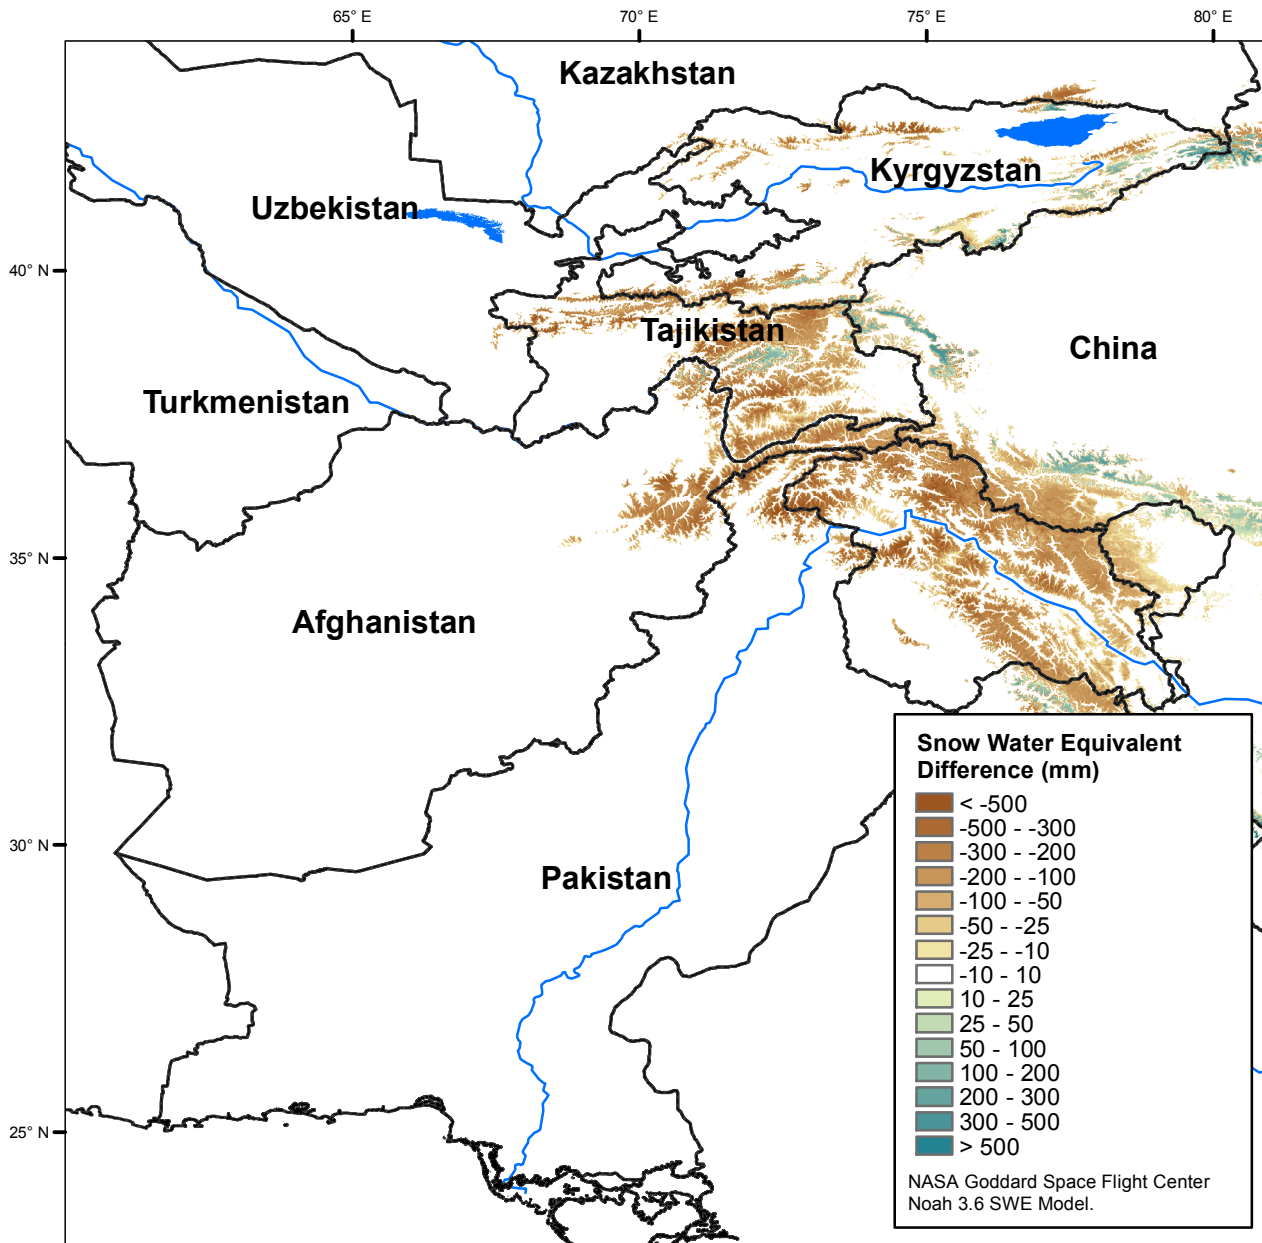 65° E
70° E
75° E
80° E
Kazakhstan
Kyrgyzstan
Uzbekistan
40° N
Tajikistan
China
Turkmenistan
35° N
Afghanistan
30° N
Pakistan
25° N
Snow Water Equivalent
Difference (mm)
< -500
-500 - -300
-300 - -200
-200 - -100
-100 - -50
-50 - -25
-25 - -10
-10 - 10
10 - 25
25 - 50
50 - 100
100 - 200
200 - 300
300 - 500
> 500
NASA Goddard Space Flight Center
Noah 3.6 SWE Model.